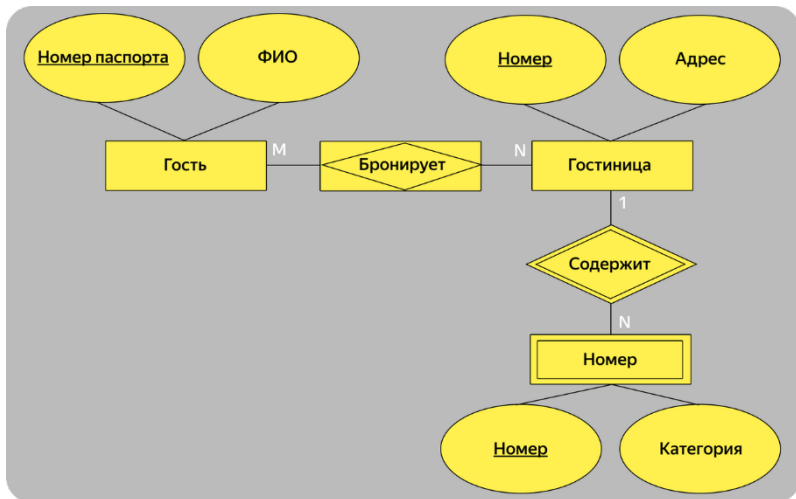 Номер паспорта
ФИО
Номер
Адрес
Гость
M
Бронирует
N
Гостиница
1
Содержит
N
Номер
Номер
Категория